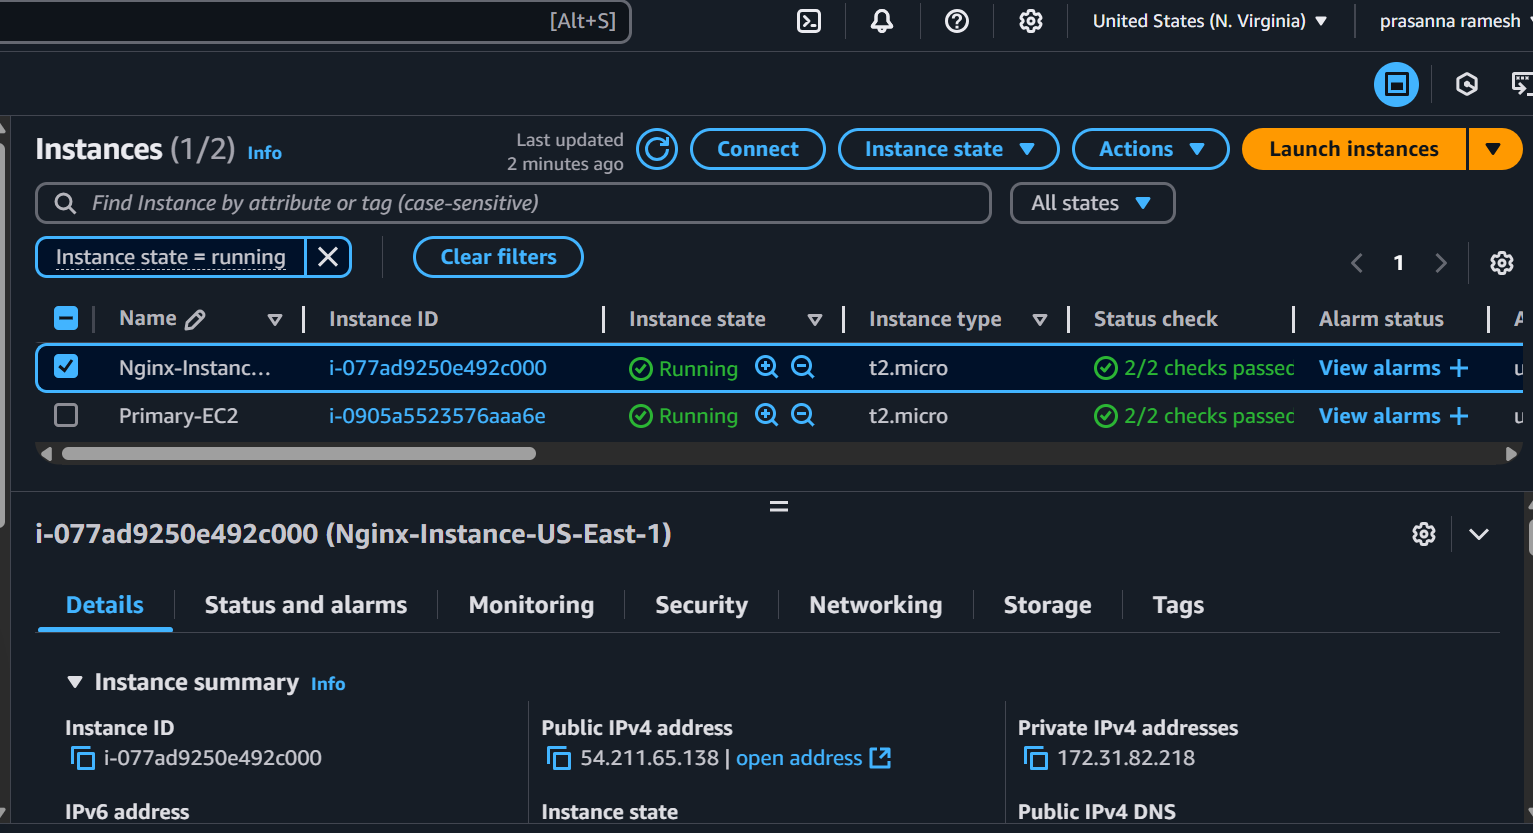 [Alt+S]
United States (N. Virginia)
prasanna ramesh
Instances (1/2) Info
Last updated
2 minutes ago
Connect
Instance state
Actions
Launch instances
Find Instance by attribute or tag (case-sensitive)
All states
Instance state = running
Clear filters
1
Name Instance ID Instance state Instance type Status check Alarm status A
Nginx-Instanc... i-077ad9250e492c000 Running t2.micro 2/2 checks passed View alarms + u
Primary-EC2 i-0905a5523576aaa6e Running t2.micro 2/2 checks passed View alarms + u
i-077ad9250e492c000 (Nginx-Instance-US-East-1)
Details Status and alarms Monitoring Security Networking Storage Tags
Instance summary Info
Instance ID Public IPv4 address Private IPv4 addresses
i-077ad9250e492c000 54.211.65.138 | open address 172.31.82.218
IPv6 address Instance state Public IPv4 DNS